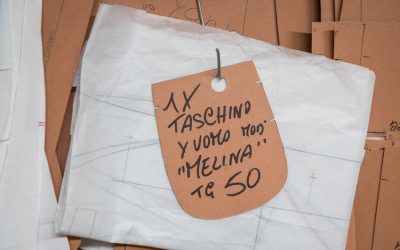 1X
TASCHINO
X UOMO MOD.
"MELINA"
TG 50